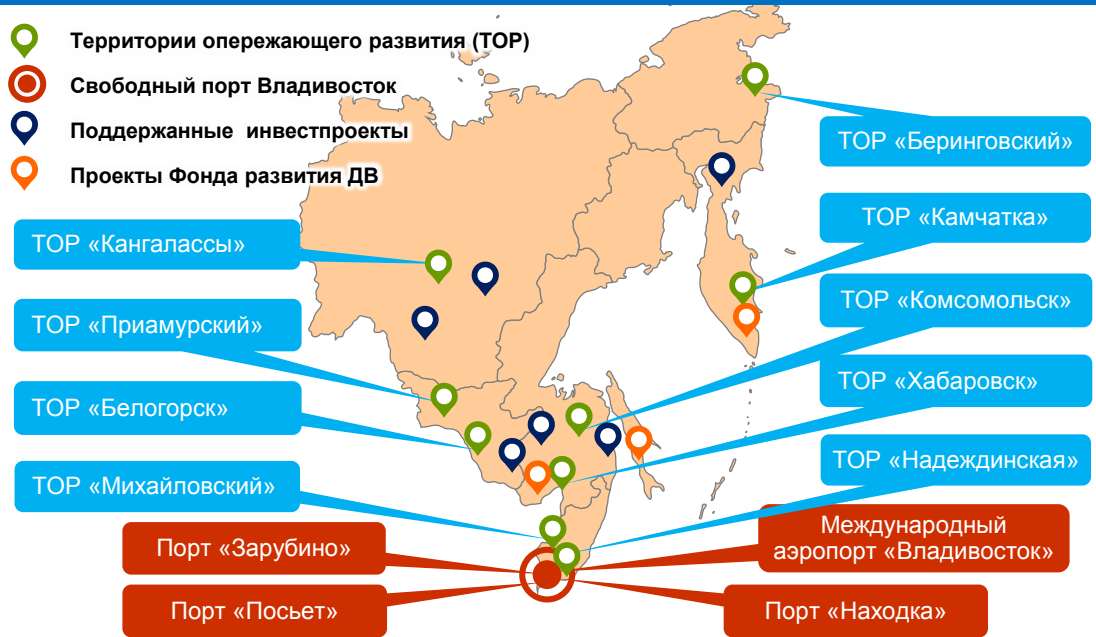 Территории опережающего развития (ТОР)
Свободный порт Владивосток
Поддержанные инвестпроекты
Проекты Фонда развития ДВ
ТОР «Беринговский»
ТОР «Камчатка»
ТОР «Кангалассы»
ТОР «Комсомольск»
ТОР «Приамурский»
ТОР «Хабаровск»
ТОР «Белогорск»
ТОР «Надеждинская»
ТОР «Михайловский»
Международный
аэропорт «Владивосток»
Порт «Зарубино»
Порт «Посьет»
Порт «Находка»